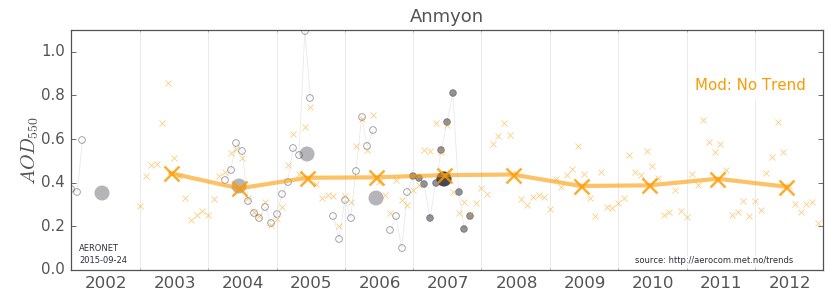 Anmyon
1.0
0.8
0.6
0.4
0.2
0.0
AOD550
Mod: No Trend
AERONET
2015-09-24
source: http://aerocom.met.no/trends
2002 2003 2004 2005 2006 2007 2008 2009 2010 2011 2012